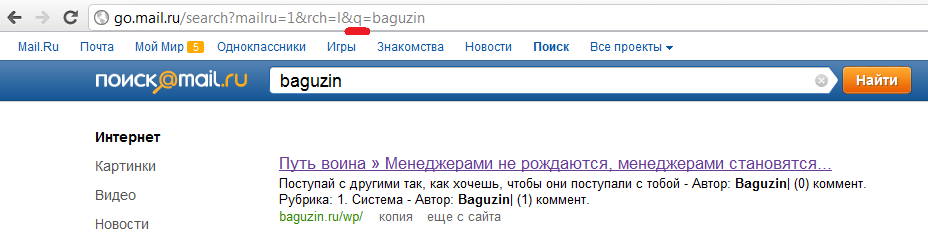 go.mail.ru/search?mailru=1&rch=l&q=baguzin
Mail.Ru Почта Мой Мир 5 Одноклассники Игры Знакомства Новости Поиск Все проекты
поиск@mail.ru baguzin Найти
Интернет
Картинки
Видео
Новости
Путь воина » Менеджерами не рождаются, менеджерами становятся...
Поступай с другими так, как хочешь, чтобы они поступали с тобой - Автор: Baguzin| (0) коммент.
Рубрика: 1. Система - Автор: Baguzin| (1) коммент.
baguzin.ru/wp/ копия еще с сайта